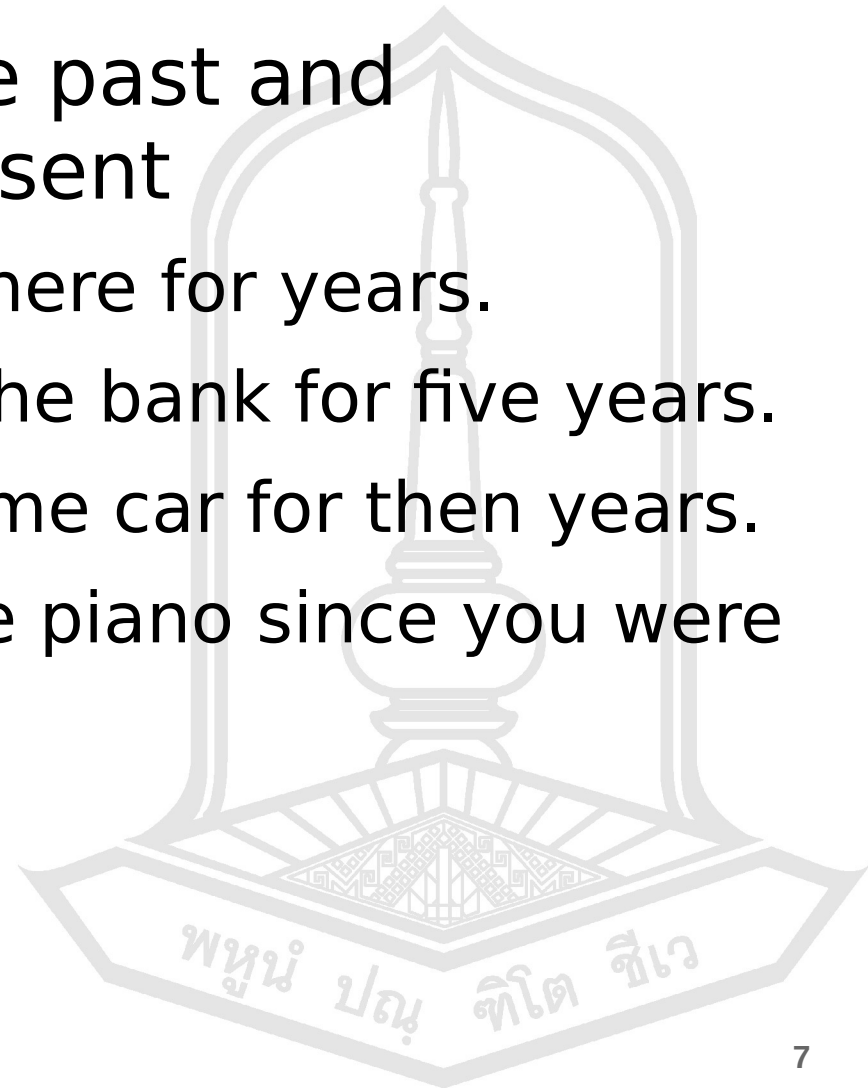 e past and
sent
here for years.
he bank for five years.
me car for then years.
e piano since you were
พหูนํ ปณฺ ฑิโต ชีเว
7